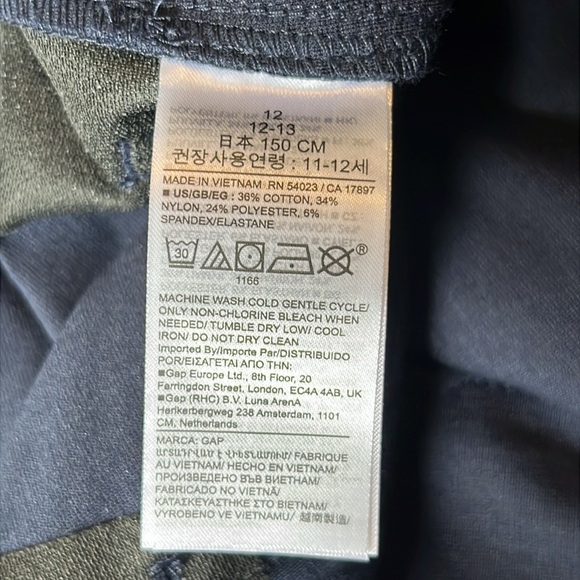 12
12-13
日本 150 CM
권장사용연령 : 11-12세
MADE IN VIETNAM RN 54023 / CA 17897
■ US/GB/EG : 36% COTTON, 34%
NYLON, 24% POLYESTER, 6%
SPANDEX/ELASTANE
30
®
1166
MACHINE WASH COLD GENTLE CYCLE/
ONLY NON-CHLORINE BLEACH WHEN
NEEDED/ TUMBLE DRY LOW/ COOL
IRON/ DO NOT DRY CLEAN
Imported By/Importe Par/DISTRIBUIDO
POR/ΕΙΣΑΓΕΤΑΙ ΑΠΟ ΤΗΝ:
■Gap Europe Ltd., 8th Floor, 20
Farringdon Street, London, EC4A 4AB, UK
■Gap (RHC) B.V. Luna ArenA
Herikerbergweg 238 Amsterdam, 1101
CM, Netherlands
MARCA: GAP
FABRIQUE
AU VIETNAM/ HECHO EN VIETNAM/
ПРОИЗВЕДЕНО ВЪВ ВИЕТНАМ/
FABRICADO NO VIETNÃ/
ΚΑΤΑΣΚΕΥΑΣΤΗΚΕ ΣΤΟ ΒΙΕΤΝΑΜ/
VYROBENO VE VIETNAMU/ 越南製造/